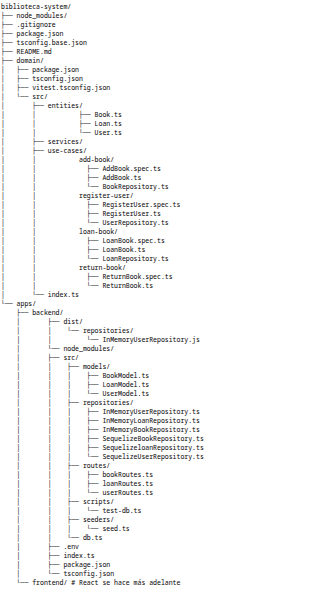 biblioteca-system/
├── node_modules/
├── .gitignore
├── package.json
├── tsconfig.base.json
├── README.md
├── domain/
│   ├── package.json
│   ├── tsconfig.json
│   ├── vitest.tsconfig.json
│   └── src/
│       ├── entities/
│       │           ├── Book.ts
│       │           ├── Loan.ts
│       │           └── User.ts
│       ├── services/
│       ├── use-cases/
│       │           add-book/
│       │             ├── AddBook.spec.ts
│       │             ├── AddBook.ts
│       │             └── BookRepository.ts
│       │           register-user/
│       │             ├── RegisterUser.spec.ts
│       │             ├── RegisterUser.ts
│       │             └── UserRepository.ts
│       │           loan-book/
│       │             ├── LoanBook.spec.ts
│       │             ├── LoanBook.ts
│       │             └── LoanRepository.ts
│       │           return-book/
│       │             ├── ReturnBook.spec.ts
│       │             └── ReturnBook.ts
│       └── index.ts
└── apps/
    ├── backend/
    │       ├── dist/
    │       │    └── repositories/
    │       │         └── InMemoryUserRepository.js
    │       └── node_modules/
    │       ├── src/
    │       │    ├── models/
    │       │    │    ├── BookModel.ts
    │       │    │    ├── LoanModel.ts
    │       │    │    └── UserModel.ts
    │       │    ├── repositories/
    │       │    │    ├── InMemoryUserRepository.ts
    │       │    │    ├── InMemoryLoanRepository.ts
    │       │    │    ├── InMemoryBookRepository.ts
    │       │    │    ├── SequelizeBookRepository.ts
    │       │    │    ├── SequelizeloanRepository.ts
    │       │    │    └── SequelizeUserRepository.ts
    │       │    ├── routes/
    │       │    │    ├── bookRoutes.ts
    │       │    │    ├── loanRoutes.ts
    │       │    │    └── userRoutes.ts
    │       │    ├── scripts/
    │       │    │    └── test-db.ts
    │       │    ├── seeders/
    │       │    │    └── seed.ts
    │       │    └── db.ts
    │       ├── .env
    │       ├── index.ts
    │       ├── package.json
    │       └── tsconfig.json
    └── frontend/ # React se hace más adelante